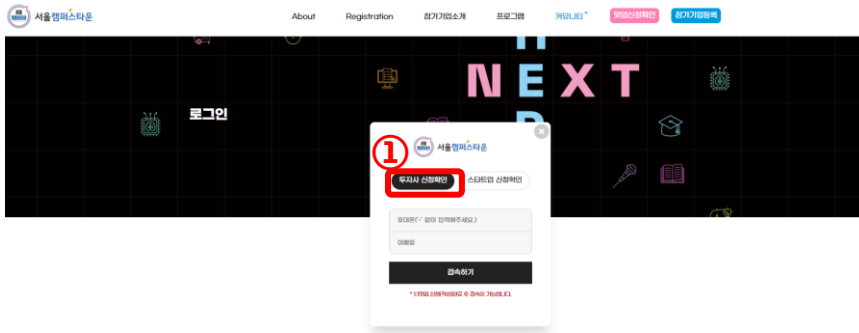 서울캠퍼스타운 About Registration 참가기업소개 프로그램 커뮤니티 밋업신청확인 참가기업등록
NEXT
로그인
서울캠퍼스타운
①
투자사 신청확인 스타트업 신청확인
휴대폰('-' 없이 입력해주세요.)
이메일
접속하기